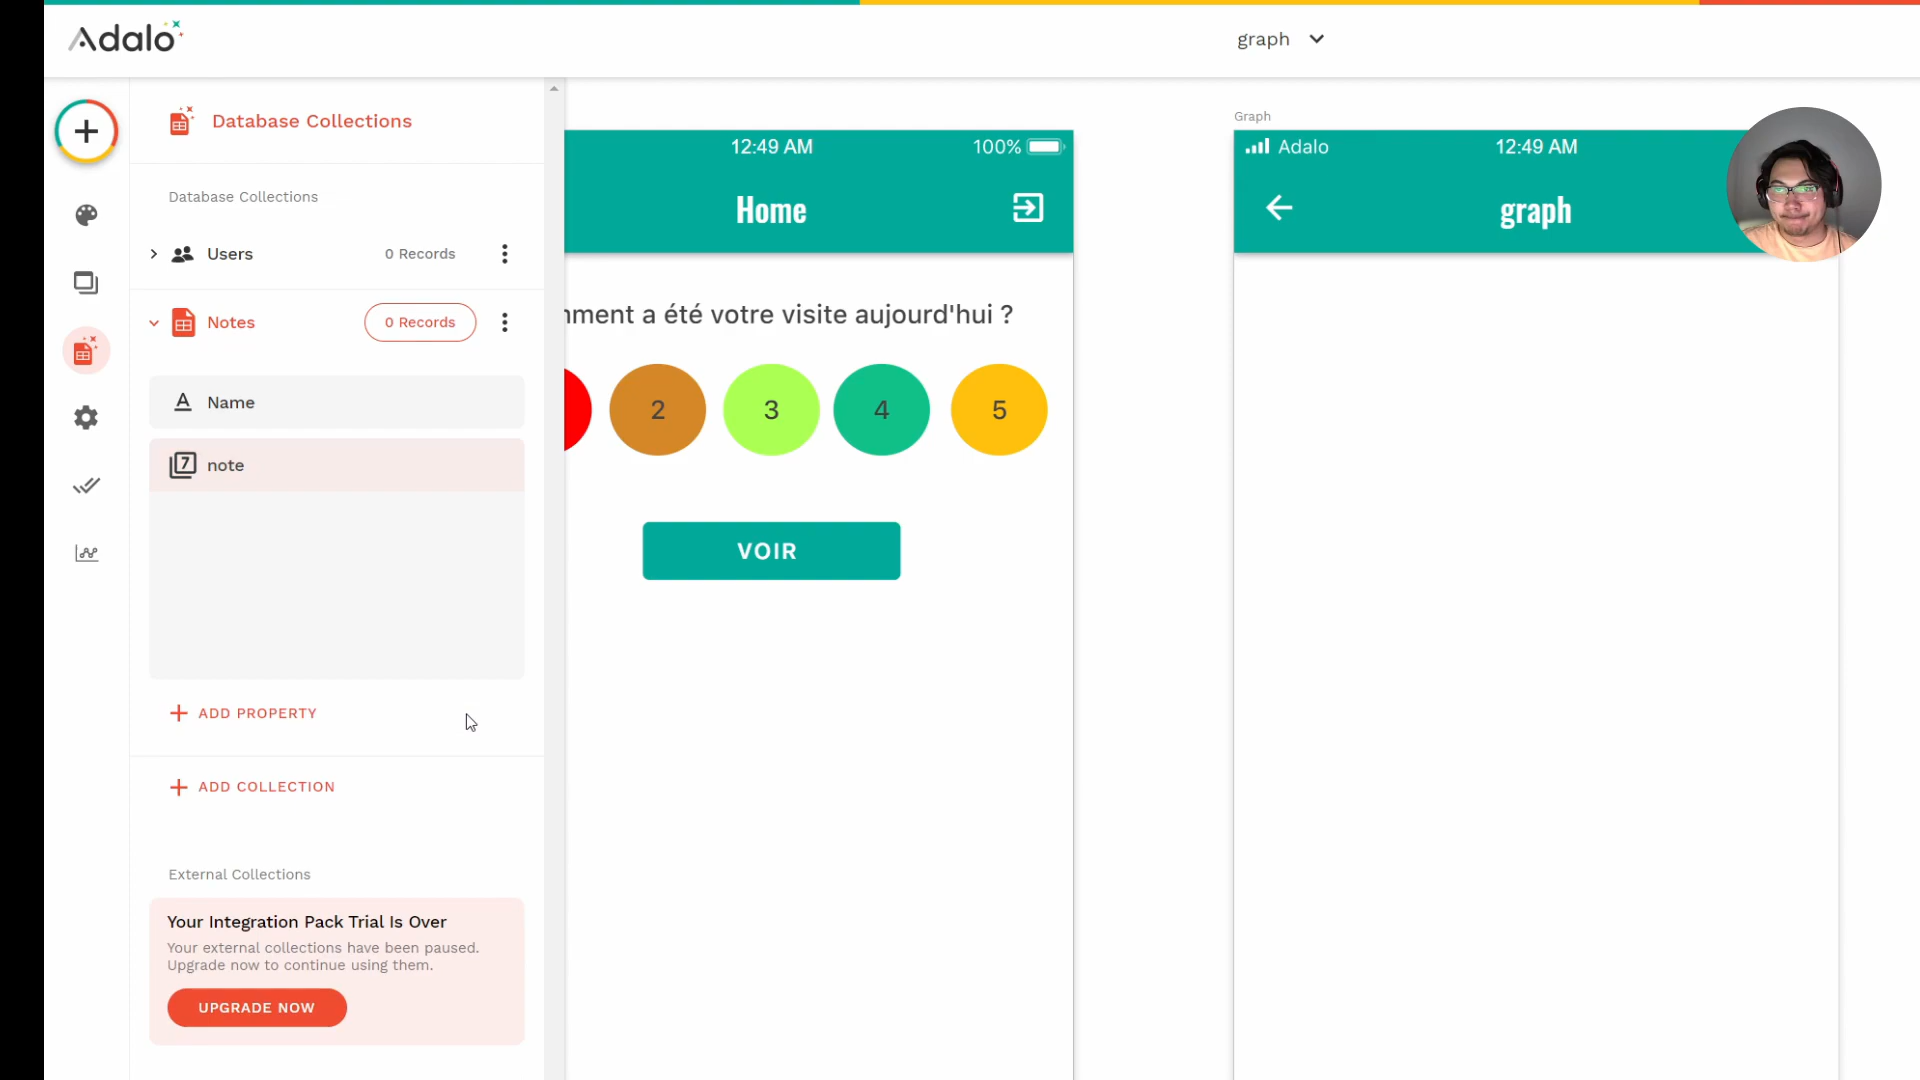 Adalo
graph
Database Collections
Database Collections
Users
0 Records
Notes
0 Records
Name
7 note
ADD PROPERTY
ADD COLLECTION
External Collections
Your Integration Pack Trial Is Over
Your external collections have been paused.
Upgrade now to continue using them.
UPGRADE NOW
12:49 AM
100%
Home
mment a été votre visite aujourd'hui ?
2
3
4
5
VOIR
Graph
Adalo
12:49 AM
graph